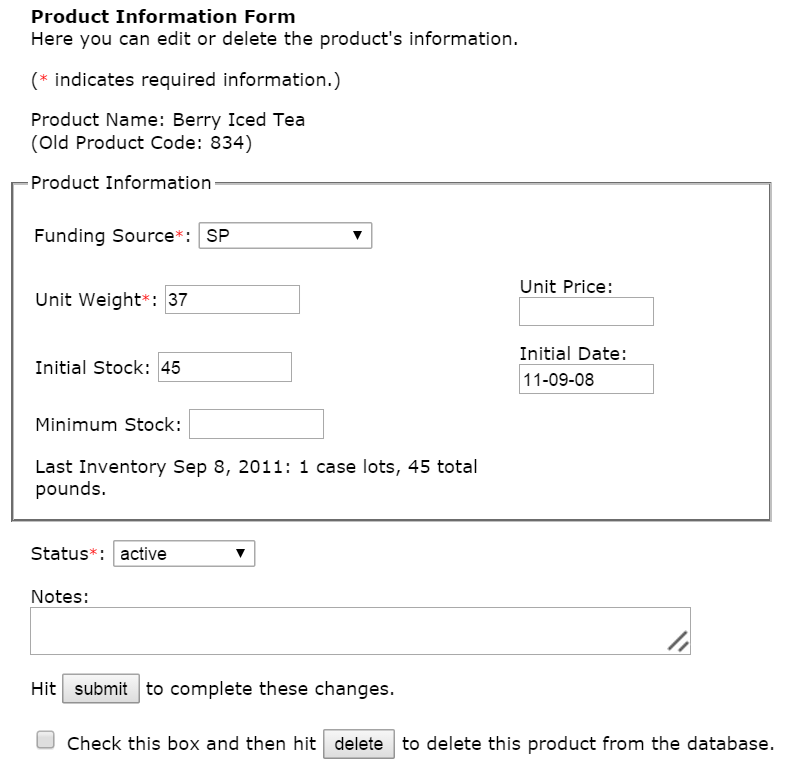 Product Information Form
Here you can edit or delete the product's information.
(* indicates required information.)
Product Name: Berry Iced Tea
(Old Product Code: 834)
Product Information
Funding Source*: SP
Unit Weight*: 37
Unit Price:
Initial Stock: 45
Initial Date:
11-09-08
Minimum Stock:
Last Inventory Sep 8, 2011: 1 case lots, 45 total
pounds.
Status*: active
Notes:
Hit submit to complete these changes.
Check this box and then hit delete to delete this product from the database.